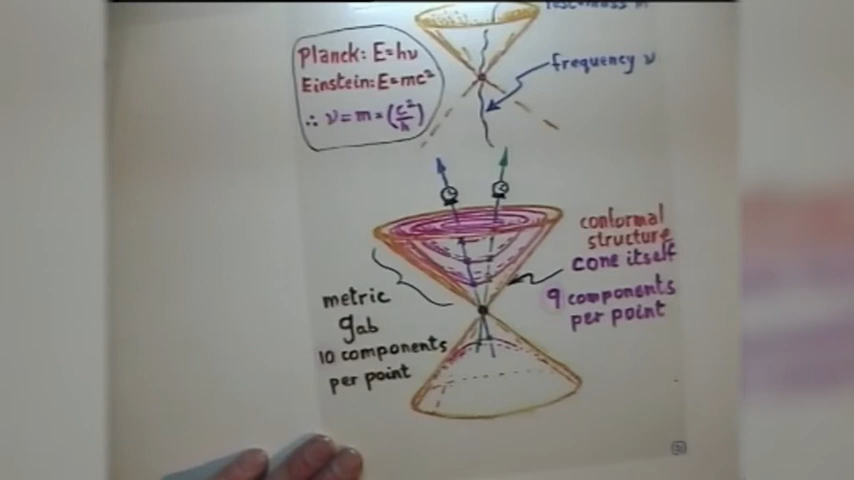 Planck: E=hν
Einstein: E=mc²
∴ ν = m × (c²/h)
frequency ν
conformal
structure
cone itself
9 components
per point
metric
gab
10 components
per point